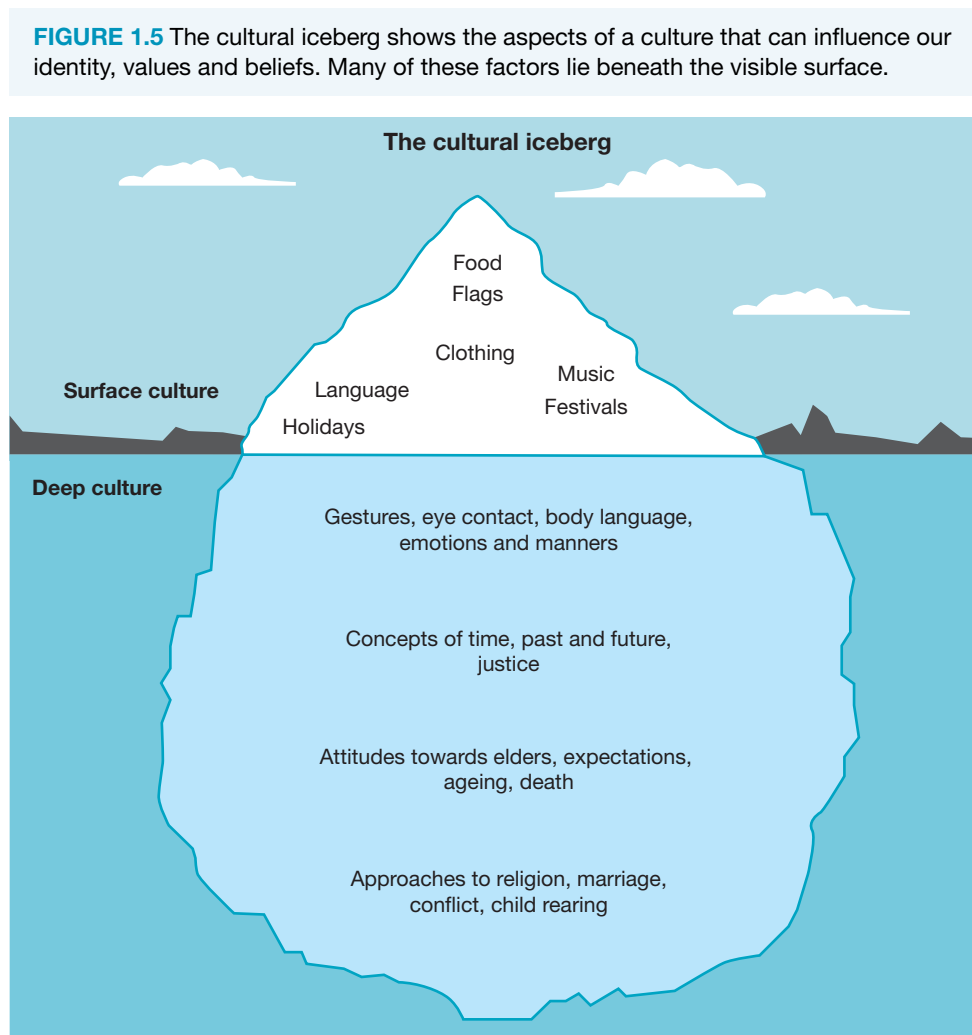 FIGURE 1.5 The cultural iceberg shows the aspects of a culture that can influence our
identity, values and beliefs. Many of these factors lie beneath the visible surface.
The cultural iceberg
Food
Flags
Clothing
Music
Language
Festivals
Holidays
Surface culture
Deep culture
Gestures, eye contact, body language,
emotions and manners
Concepts of time, past and future,
justice
Attitudes towards elders, expectations,
ageing, death
Approaches to religion, marriage,
conflict, child rearing